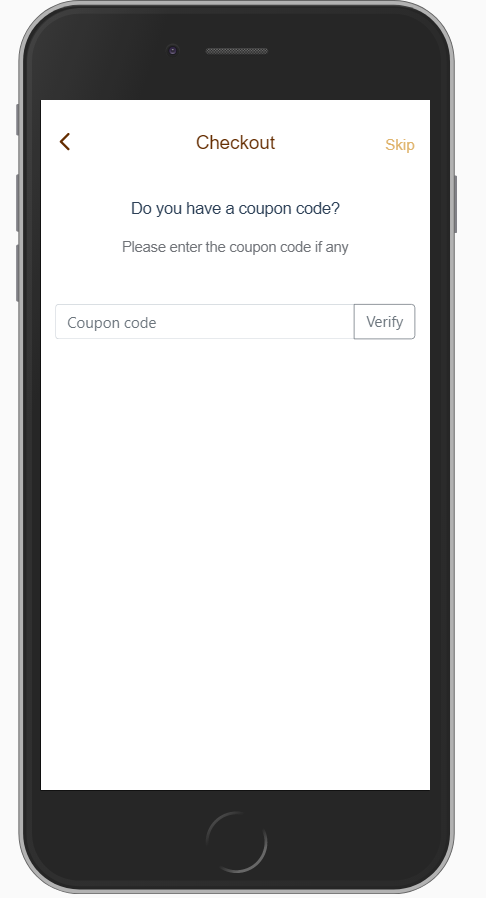 Checkout
Skip
Do you have a coupon code?
Please enter the coupon code if any
Coupon code
Verify